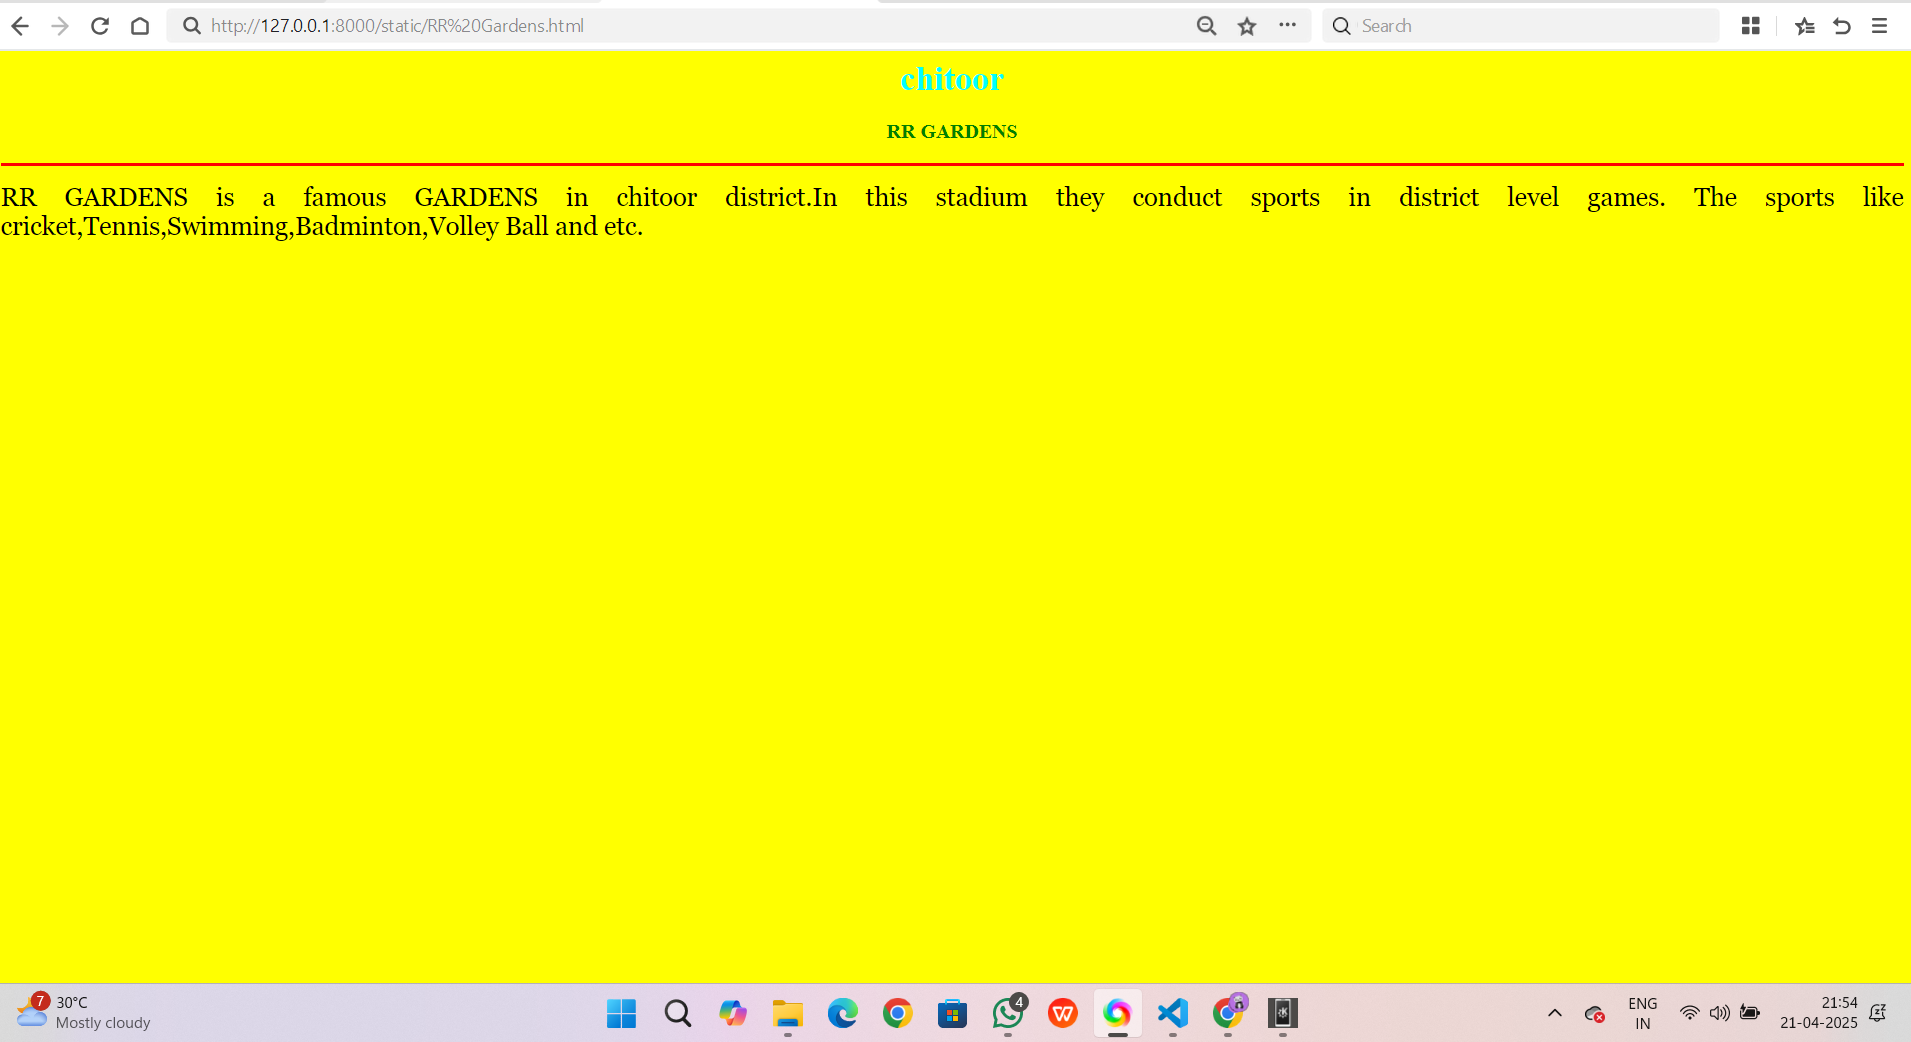 http://127.0.0.1:8000/static/RR%20Gardens.html
Search
chitoor
RR GARDENS
RR GARDENS is a famous GARDENS in chitoor district.In this stadium they conduct sports in district level games. The sports like
cricket,Tennis,Swimming,Badminton,Volley Ball and etc.
7
30°C
Mostly cloudy
4
W
K
ENG
IN
21:54
21-04-2025